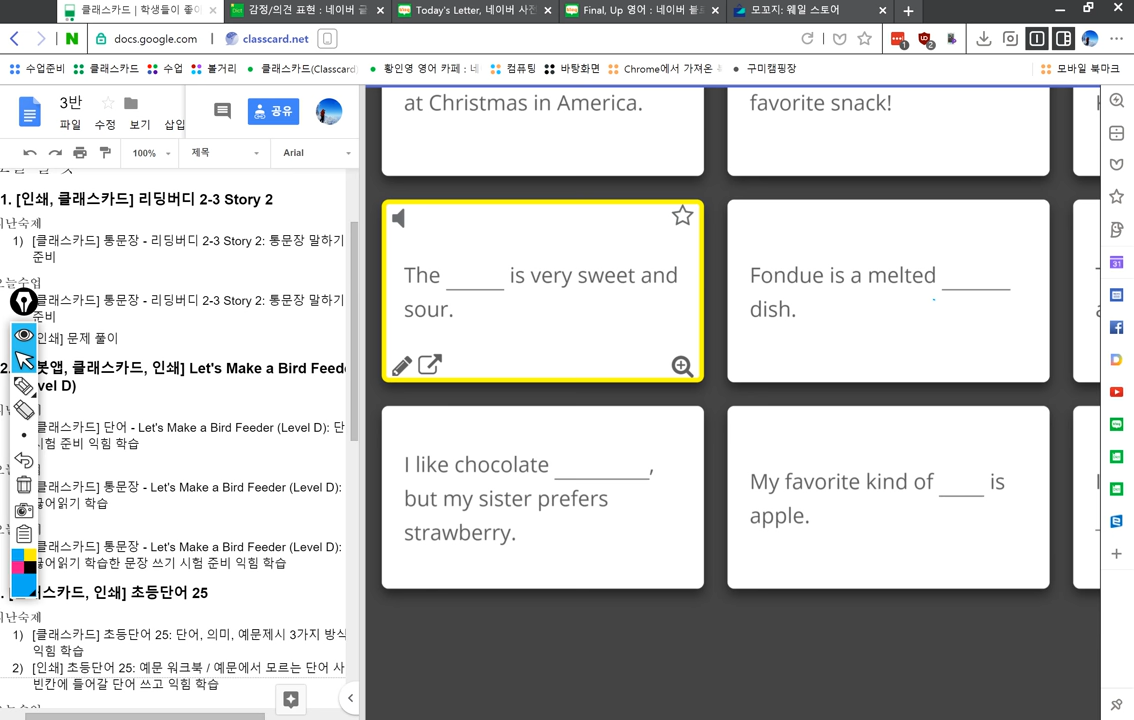 클래스카드 | 학생들이 좋아
감정/의견 표현 : 네이버 글
Today's Letter, 네이버 사전
Final, Up 영어 : 네이버 블로
모꼬지: 웨일 스토어
docs.google.com
classcard.net
수업준비
클래스카드
수업
볼거리
클래스카드(Classcard
황인영 영어 카페 : 네
컴퓨팅
바탕화면
Chrome에서 가져온
구미캠핑장
모바일 북마크
3반
파일 수정 보기 삽입
공유
100% 제목 Arial
1. [인쇄, 클래스카드] 리딩버디 2-3 Story 2
지난숙제
1) [클래스카드] 통문장 - 리딩버디 2-3 Story 2: 통문장 말하기
준비
오늘수업
[클래스카드] 통문장 - 리딩버디 2-3 Story 2: 통문장 말하기
준비
인쇄] 문제 풀이
2. 봇앱, 클래스카드, 인쇄] Let's Make a Bird Feede
vel D)
클래스카드] 단어 - Let's Make a Bird Feeder (Level D): 단
시험 준비 익힘 학습
클래스카드] 통문장 - Let's Make a Bird Feeder (Level D):
끊어읽기 학습
클래스카드] 통문장 - Let's Make a Bird Feeder (Level D):
끊어읽기 학습한 문장 쓰기 시험 준비 익힘 학습
스카드, 인쇄] 초등단어 25
지난숙제
1) [클래스카드] 초등단어 25: 단어, 의미, 예문제시 3가지 방식
익힘 학습
2) [인쇄] 초등단어 25: 예문 워크북 / 예문에서 모르는 단어 사
빈칸에 들어갈 단어 쓰고 익힘 학습
at Christmas in America.
favorite snack!
The ______ is very sweet and
sour.
Fondue is a melted _______
dish.
I like chocolate _________,
but my sister prefers
strawberry.
My favorite kind of ____ is
apple.